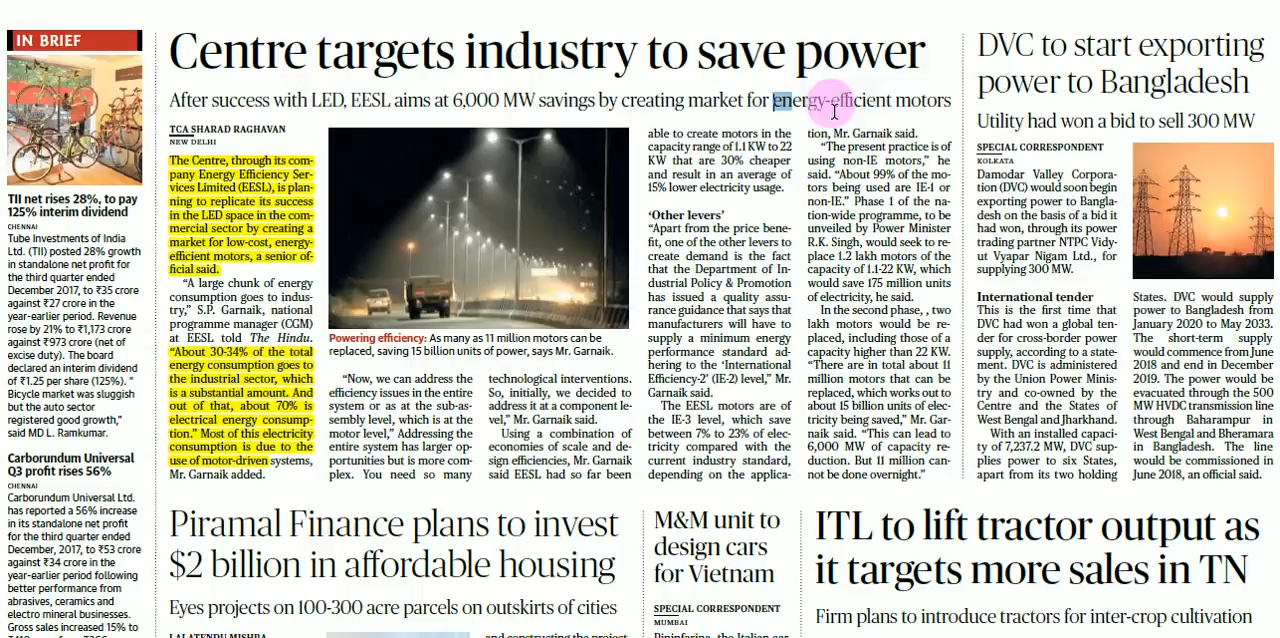 IN BRIEF
TII net rises 28%, to pay
125% interim dividend
CHENNAI
Tube Investments of India
Ltd. (TII) posted 28% growth
in standalone net profit for
the third quarter ended
December 2017, to ₹35 crore
against ₹27 crore in the
year-earlier period. Revenue
rose by 21% to ₹1,173 crore
against ₹973 crore (net of
excise duty). The board
declared an interim dividend
of ₹1.25 per share (125%). "
Bicycle market was sluggish
but the auto sector
registered good growth,"
said MD L. Ramkumar.
Carborundum Universal
Q3 profit rises 56%
CHENNAI
Carborundum Universal Ltd.
has reported a 56% increase
in its standalone net profit
for the third quarter ended
December, 2017, to ₹53 crore
against ₹34 crore in the
year-earlier period following
better performance from
abrasives, ceramics and
electro mineral businesses.
Gross sales increased 15% to
Centre targets industry to save power
After success with LED, EESL aims at 6,000 MW savings by creating market for energy-efficient motors
TCA SHARAD RAGHAVAN
NEW DELHI
The Centre, through its com-
pany Energy Efficiency Ser-
vices Limited (EESL), is plan-
ning to replicate its success
in the LED space in the com-
mercial sector by creating a
market for low-cost, energy-
efficient motors, a senior of-
ficial said.
"A large chunk of energy
consumption goes to indus-
try," S.P. Garnaik, national
programme manager (CGM)
at EESL told The Hindu.
"About 30-34% of the total
energy consumption goes to
the industrial sector, which
is a substantial amount. And
out of that, about 70% is
electrical energy consump-
tion." Most of this electricity
consumption is due to the
use of motor-driven systems,
Mr. Garnaik added.
Powering efficiency: As many as 11 million motors can be
replaced, saving 15 billion units of power, says Mr. Garnaik.
"Now, we can address the
efficiency issues in the entire
system or as at the sub-as-
sembly level, which is at the
motor level," Addressing the
entire system has larger op-
portunities but is more com-
plex. You need so many
technological interventions.
So, initially, we decided to
address it at a component le-
vel," Mr. Garnaik said.
Using a combination of
economies of scale and de-
sign efficiencies, Mr. Garnaik
said EESL had so far been
able to create motors in the
capacity range of 1.1 KW to 22
KW that are 30% cheaper
and result in an average of
15% lower electricity usage.
'Other levers'
"Apart from the price bene-
fit, one of the other levers to
create demand is the fact
that the Department of In-
dustrial Policy & Promotion
has issued a quality assu-
rance guidance that says that
manufacturers will have to
supply a minimum energy
performance standard ad-
hering to the 'International
Efficiency-2' (IE-2) level," Mr.
Garnaik said.
The EESL motors are of
the IE-3 level, which save
between 7% to 23% of elec-
tricity compared with the
current industry standard,
depending on the applica-
tion, Mr. Garnaik said.
"The present practice is of
using non-IE motors," he
said. "About 99% of the mo-
tors being used are IE-1 or
non-IE." Phase 1 of the na-
tion-wide programme, to be
unveiled by Power Minister
R.K. Singh, would seek to re-
place 1.2 lakh motors of the
capacity of 1.1-22 KW, which
would save 175 million units
of electricity, he said.
In the second phase, , two
lakh motors would be re-
placed, including those of a
capacity higher than 22 KW.
"There are in total about 11
million motors that can be
replaced, which works out to
about 15 billion units of elec-
tricity being saved," Mr. Gar-
naik said. "This can lead to
6,000 MW of capacity re-
duction. But 11 million can-
not be done overnight."
DVC to start exporting
power to Bangladesh
Utility had won a bid to sell 300 MW
SPECIAL CORRESPONDENT
KOLKATA
Damodar Valley Corpora-
tion (DVC) would soon begin
exporting power to Bangla-
desh on the basis of a bid it
had won, through its power
trading partner NTPC Vidy-
ut Vyapar Nigam Ltd., for
supplying 300 MW.
International tender
This is the first time that
DVC had won a global ten-
der for cross-border power
supply, according to a state-
ment. DVC is administered
by the Union Power Minis-
try and co-owned by the
Centre and the States of
West Bengal and Jharkhand.
With an installed capaci-
ty of 7,237.2 MW, DVC sup-
plies power to six States,
apart from its two holding
States. DVC would supply
power to Bangladesh from
January 2020 to May 2033.
The short-term supply
would commence from June
2018 and end in December
2019. The power would be
evacuated through the 500
MW HVDC transmission line
through Baharampur in
West Bengal and Bheramara
in Bangladesh. The line
would be commissioned in
June 2018, an official said.
Piramal Finance plans to invest
$2 billion in affordable housing
Eyes projects on 100-300 acre parcels on outskirts of cities
LALATENDU MISHRA
and constructing the project
M&M unit to
design cars
for Vietnam
SPECIAL CORRESPONDENT
MUMBAI
Pininfarina, the Italian car
ITL to lift tractor output as
it targets more sales in TN
Firm plans to introduce tractors for inter-crop cultivation